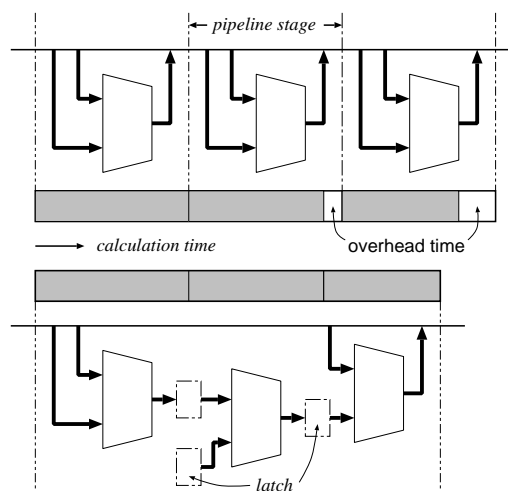 pipeline stage
overhead time
calculation time
latch